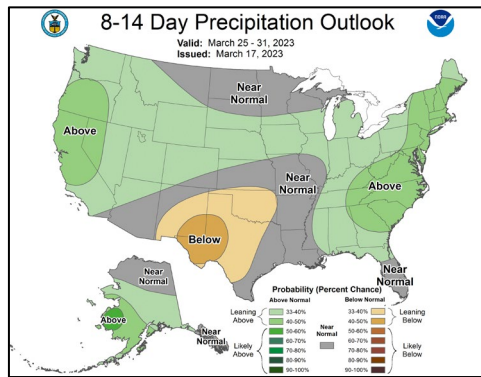 8-14 Day Precipitation Outlook
Valid: March 25 - 31, 2023
Issued: March 17, 2023
NOAA
Near
Normal
Above
Near
Normal
Above
Below
Near
Normal
Near
Normal
Above
Near
Normal
Probability (Percent Chance)
Above Normal
Below Normal
Leaning
Above
33-40%
40-50%
Likely
Above
50-60%
60-70%
70-80%
80-90%
90-100%
Near
Normal
33-40%
40-50%
Leaning
Below
50-60%
60-70%
70-80%
80-90%
90-100%
Likely
Below